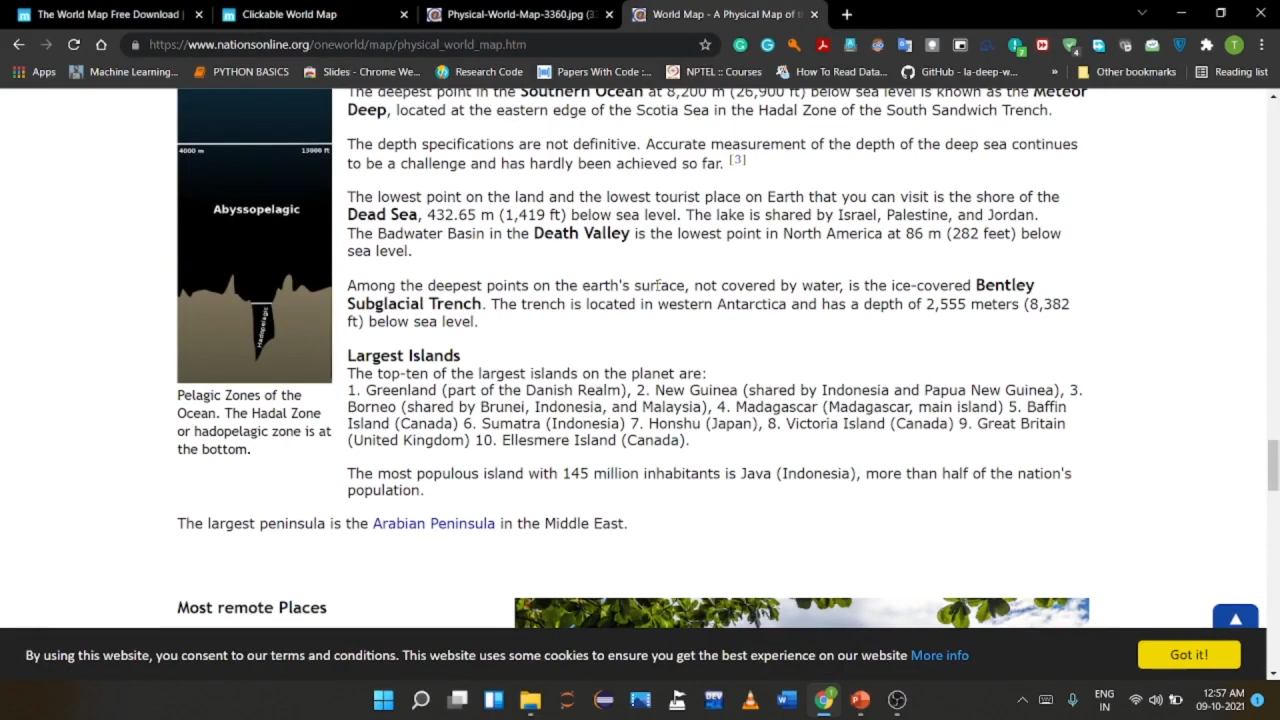 The World Map Free Download |
Clickable World Map
Physical-World-Map-3360.jpg (3
World Map - A Physical Map of th
https://www.nationsonline.org/oneworld/map/physical_world_map.htm
T
Apps
Machine Learning...
PYTHON BASICS
Slides - Chrome We...
Research Code
Papers With Code :...
NPTEL :: Courses
How To Read Data...
GitHub - la-deep-w...
»
Other bookmarks
Reading list
The deepest point in the Southern Ocean at 8,200 m (26,900 ft) below sea level is known as the Meteor
Deep, located at the eastern edge of the Scotia Sea in the Hadal Zone of the South Sandwich Trench.
The depth specifications are not definitive. Accurate measurement of the depth of the deep sea continues
to be a challenge and has hardly been achieved so far. [3]
The lowest point on the land and the lowest tourist place on Earth that you can visit is the shore of the
Dead Sea, 432.65 m (1,419 ft) below sea level. The lake is shared by Israel, Palestine, and Jordan.
The Badwater Basin in the Death Valley is the lowest point in North America at 86 m (282 feet) below
sea level.
Among the deepest points on the earth's surface, not covered by water, is the ice-covered Bentley
Subglacial Trench. The trench is located in western Antarctica and has a depth of 2,555 meters (8,382
ft) below sea level.
Largest Islands
The top-ten of the largest islands on the planet are:
1. Greenland (part of the Danish Realm), 2. New Guinea (shared by Indonesia and Papua New Guinea), 3.
Borneo (shared by Brunei, Indonesia, and Malaysia), 4. Madagascar (Madagascar, main island) 5. Baffin
Island (Canada) 6. Sumatra (Indonesia) 7. Honshu (Japan), 8. Victoria Island (Canada) 9. Great Britain
(United Kingdom) 10. Ellesmere Island (Canada).
The most populous island with 145 million inhabitants is Java (Indonesia), more than half of the nation's
population.
4000 m
13000 ft
Abyssopelagic
Hadopelagic
Pelagic Zones of the
Ocean. The Hadal Zone
or hadopelagic zone is at
the bottom.
The largest peninsula is the Arabian Peninsula in the Middle East.
Most remote Places
By using this website, you consent to our terms and conditions. This website uses some cookies to ensure you get the best experience on our website More info
Got it!
ENG
IN
12:57 AM
09-10-2021